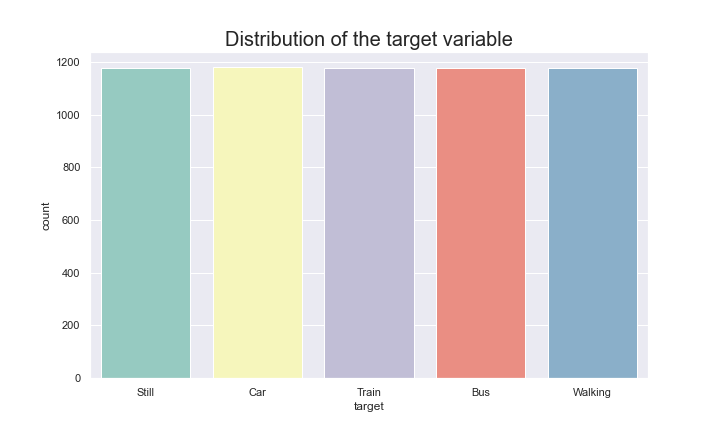 Distribution of the target variable
1200
1000
800
600
400
200
0
count
Still Car Train Bus Walking
target